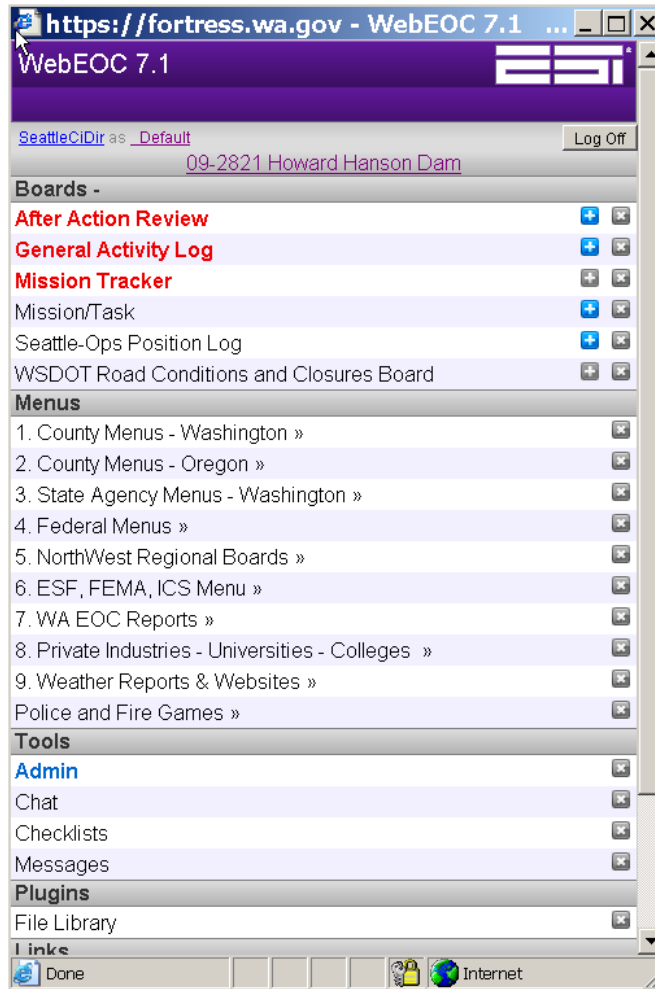 https://fortress.wa.gov - WebEOC 7.1 ...
WebEOC 7.1
ESi
SeattleCiDir as _Default
Log Off
09-2821 Howard Hanson Dam
Boards -
After Action Review
General Activity Log
Mission Tracker
Mission/Task
Seattle-Ops Position Log
WSDOT Road Conditions and Closures Board
Menus
1. County Menus - Washington »
2. County Menus - Oregon »
3. State Agency Menus - Washington »
4. Federal Menus »
5. NorthWest Regional Boards »
6. ESF, FEMA, ICS Menu »
7. WA EOC Reports »
8. Private Industries - Universities - Colleges »
9. Weather Reports & Websites »
Police and Fire Games »
Tools
Admin
Chat
Checklists
Messages
Plugins
File Library
Links
Done
Internet